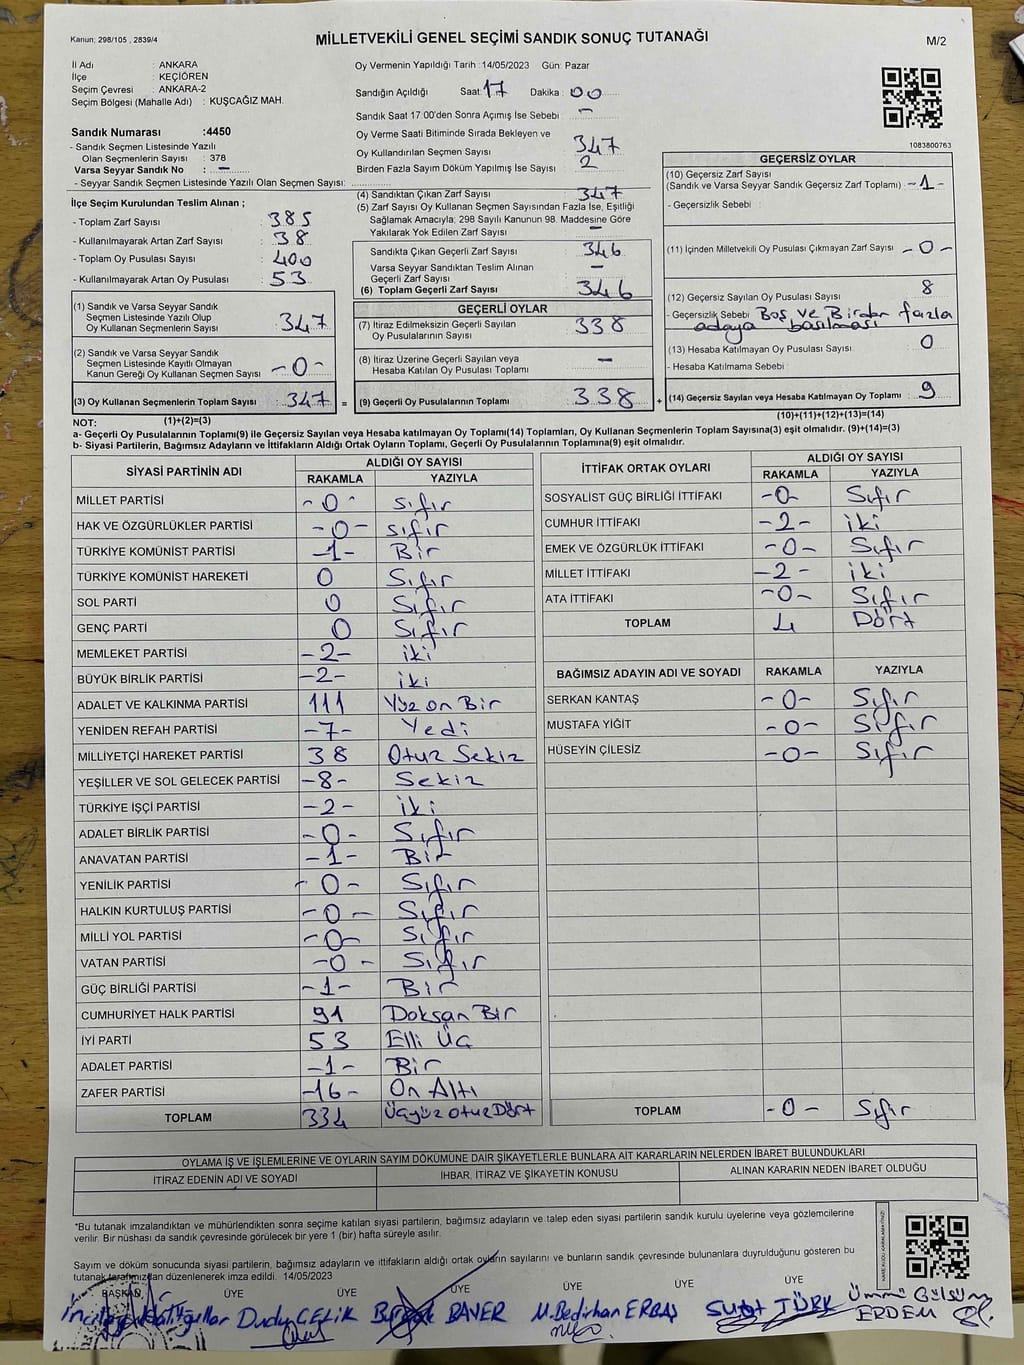 Kanun; 298/105 , 2839/4
MİLLETVEKİLİ GENEL SEÇİMİ SANDIK SONUÇ TUTANAĞI
M/2
İl Adı : ANKARA
İlçe : KEÇİÖREN
Seçim Çevresi : ANKARA-2
Seçim Bölgesi (Mahalle Adı) : KUŞCAĞIZ MAH.
Oy Vermenin Yapıldığı Tarih :14/05/2023 Gün: Pazar
Sandığın Açıldığı Saat: 17 Dakika : 00
Sandık Saat 17.00'den Sonra Açımış İse Sebebi : -
Sandık Numarası :4450
- Sandık Seçmen Listesinde Yazılı
Olan Seçmenlerin Sayısı : 378
Varsa Seyyar Sandık No : -
- Seyyar Sandık Seçmen Listesinde Yazılı Olan Seçmen Sayısı:
Oy Verme Saati Bitiminde Sırada Bekleyen ve
Oy Kullandırılan Seçmen Sayısı : 347
Birden Fazla Sayım Döküm Yapılmış İse Sayısı : 2
1083800763
İlçe Seçim Kurulundan Teslim Alınan ;
- Toplam Zarf Sayısı : 385
- Kullanılmayarak Artan Zarf Sayısı : 38
- Toplam Oy Pusulası Sayısı : 400
- Kullanılmayarak Artan Oy Pusulası : 53
(4) Sandıktan Çıkan Zarf Sayısı : 347
(5) Zarf Sayısı Oy Kullanan Seçmen Sayısından Fazla İse, Eşitliği
Sağlamak Amacıyla; 298 Sayılı Kanunun 98. Maddesine Göre
Yakılarak Yok Edilen Zarf Sayısı : -
Sandıkta Çıkan Geçerli Zarf Sayısı : 346
Varsa Seyyar Sandıktan Teslim Alınan
Geçerli Zarf Sayısı : -
(6) Toplam Geçerli Zarf Sayısı : 346
GEÇERSİZ OYLAR
(10) Geçersiz Zarf Sayısı
(Sandık ve Varsa Seyyar Sandık Geçersiz Zarf Toplamı) : -1-
- Geçersizlik Sebebi :
(11) İçinden Milletvekili Oy Pusulası Çıkmayan Zarf Sayısı : -0-
(12) Geçersiz Sayılan Oy Pusulası Sayısı : 8
- Geçersizlik Sebebi : Boş ve Birden fazla
adaya basılması
(13) Hesaba Katılmayan Oy Pusulası Sayısı : 0
- Hesaba Katılmama Sebebi :
(14) Geçersiz Sayılan veya Hesaba Katılmayan Oy Toplamı : 9
(10)+(11)+(12)+(13)=(14)
(1) Sandık ve Varsa Seyyar Sandık
Seçmen Listesinde Yazılı Olup
Oy Kullanan Seçmenlerin Sayısı : 347
(2) Sandık ve Varsa Seyyar Sandık
Seçmen Listesinde Kayıtlı Olmayan
Kanun Gereği Oy Kullanan Seçmen Sayısı : -0-
(3) Oy Kullanan Seçmenlerin Toplam Sayısı : 347 =
(1)+(2)=(3)
GEÇERLİ OYLAR
(7) İtiraz Edilmeksizin Geçerli Sayılan
Oy Pusulalarının Sayısı : 338
(8) İtiraz Üzerine Geçerli Sayılan veya
Hesaba Katılan Oy Pusulası Toplamı : -
(9) Geçerli Oy Pusulalarının Toplamı : 338 +
NOT:
a- Geçerli Oy Pusulalarının Toplamı(9) ile Geçersiz Sayılan veya Hesaba katılmayan Oy Toplamı(14) Toplamları, Oy Kullanan Seçmenlerin Toplam Sayısına(3) eşit olmalıdır. (9)+(14)=(3)
b- Siyasi Partilerin, Bağımsız Adayların ve İttifakların Aldığı Ortak Oyların Toplamı, Geçerli Oy Pusulalarının Toplamına(9) eşit olmalıdır.
SİYASİ PARTİNİN ADI ALDIĞI OY SAYISI
RAKAMLA YAZIYLA
MİLLET PARTİSİ -0- Sıfır
HAK VE ÖZGÜRLÜKLER PARTİSİ -0- sıfır
TÜRKİYE KOMÜNİST PARTİSİ -1- Bir
TÜRKİYE KOMÜNİST HAREKETİ 0 Sıfır
SOL PARTİ 0 Sıfır
GENÇ PARTİ 0 Sıfır
MEMLEKET PARTİSİ -2- iki
BÜYÜK BİRLİK PARTİSİ -2- iki
ADALET VE KALKINMA PARTİSİ 111 Yüz on Bir
YENİDEN REFAH PARTİSİ -7- Yedi
MİLLİYETÇİ HAREKET PARTİSİ 38 Otuz Sekiz
YEŞİLLER VE SOL GELECEK PARTİSİ -8- Sekiz
TÜRKİYE İŞÇİ PARTİSİ -2- iki
ADALET BİRLİK PARTİSİ -0- Sıfır
ANAVATAN PARTİSİ -1- Bir
YENİLİK PARTİSİ -0- Sıfır
HALKIN KURTULUŞ PARTİSİ -0- Sıfır
MİLLİ YOL PARTİSİ -0- Sıfır
VATAN PARTİSİ -0- Sıfır
GÜÇ BİRLİĞİ PARTİSİ -1- Bir
CUMHURİYET HALK PARTİSİ 91 Doksan Bir
İYİ PARTİ 53 Elli Üç
ADALET PARTİSİ -1- Bir
ZAFER PARTİSİ -16- On Altı
TOPLAM 334 Üçyüz Otuz Dört
İTTİFAK ORTAK OYLARI ALDIĞI OY SAYISI
RAKAMLA YAZIYLA
SOSYALİST GÜÇ BİRLİĞİ İTTİFAKI -0- Sıfır
CUMHUR İTTİFAKI -2- iki
EMEK VE ÖZGÜRLÜK İTTİFAKI -0- Sıfır
MİLLET İTTİFAKI -2- iki
ATA İTTİFAKI -0- Sıfır
TOPLAM 4 Dört
BAĞIMSIZ ADAYIN ADI VE SOYADI RAKAMLA YAZIYLA
SERKAN KANTAŞ -0- Sıfır
MUSTAFA YİĞİT -0- Sıfır
HÜSEYİN ÇİLESİZ -0- Sıfır
TOPLAM -0- Sıfır
OYLAMA İŞ VE İŞLEMLERİNE VE OYLARIN SAYIM DÖKÜMÜNE DAİR ŞİKAYETLERLE BUNLARA AİT KARARLARIN NELERDEN İBARET BULUNDUKLARI
İTİRAZ EDENİN ADI VE SOYADI İHBAR, İTİRAZ VE ŞİKAYETİN KONUSU ALINAN KARARIN NEDEN İBARET OLDUĞU
*Bu tutanak imzalandıktan ve mühürlendikten sonra seçime katılan siyasi partilerin, bağımsız adayların ve talep eden siyasi partilerin sandık kurulu üyelerine veya gözlemcilerine
verilir. Bir nüshası da sandık çevresinde görülecek bir yere 1 (bir) hafta süreyle asılır.
Sayım ve döküm sonucunda siyasi partilerin, bağımsız adayların ve ittifakların aldığı ortak oyların sayılarını ve bunların sandık çevresinde bulunanlara duyrulduğunu gösteren bu
tutanak tarafımızdan düzenlenerek imza edildi. 14/05/2023
BAŞKAN ÜYE ÜYE ÜYE ÜYE ÜYE ÜYE
Dudu ÇELİK BANER M. Bedirhan ERBAŞ Suat TÜRK Ümmü Gülsüm
ERDEM